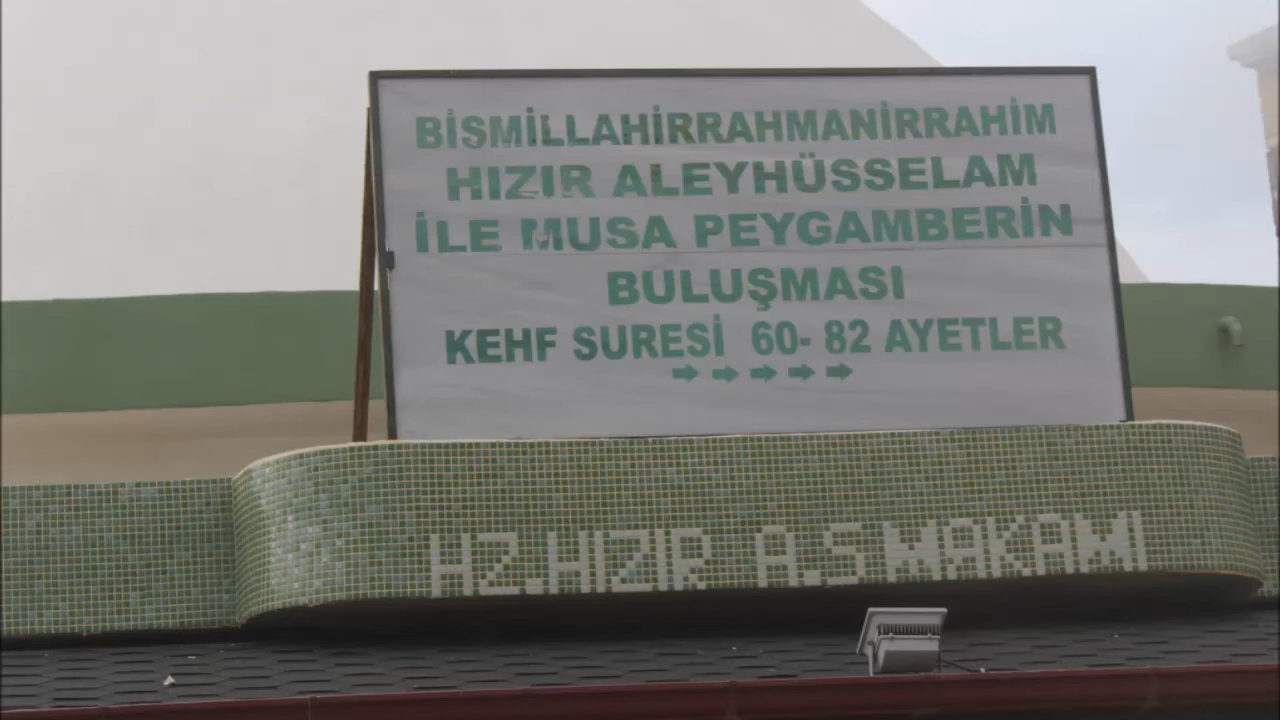 BİSMİLLAHİRRAHMANİRRAHİM
HIZIR ALEYHÜSSELAM
İLE MUSA PEYGAMBERİN
BULUŞMASI
KEHF SURESİ 60- 82 AYETLER
HZ.HIZIR A.S MAKAMI